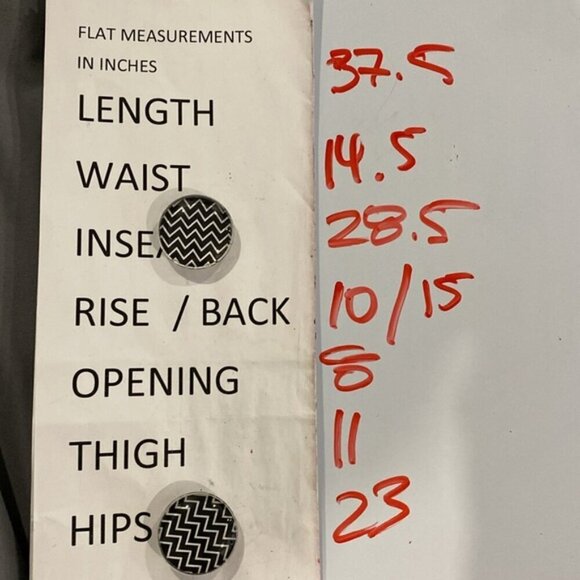 FLAT MEASUREMENTS
IN INCHES
LENGTH 37.5
WAIST 14.5
INSEA 28.5
RISE / BACK 10/15
OPENING 8
THIGH 11
HIPS 23